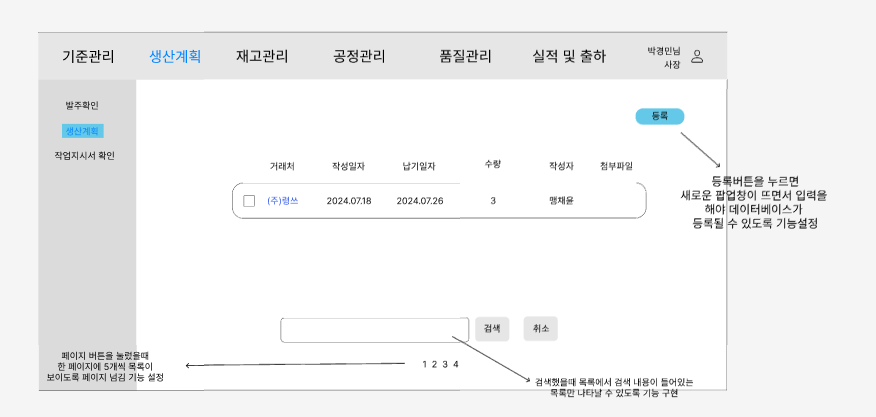 기준관리 생산계획 재고관리 공정관리 품질관리 실적 및 출하 박경민님
사장
발주확인
생산계획
작업지시서 확인
등록
거래처 작성일자 납기일자 수량 작성자 첨부파일
(주)령쓰 2024.07.18 2024.07.26 3 맹채윤
등록버튼을 누르면
새로운 팝업창이 뜨면서 입력을
해야 데이터베이스가
등록될 수 있도록 기능설정
검색 취소
1 2 3 4
페이지 버튼을 눌렀을때
한 페이지에 5개씩 목록이
보이도록 페이지 넘김 기능 설정
검색했을때 목록에서 검색 내용이 들어있는
목록만 나타날 수 있도록 기능 구현